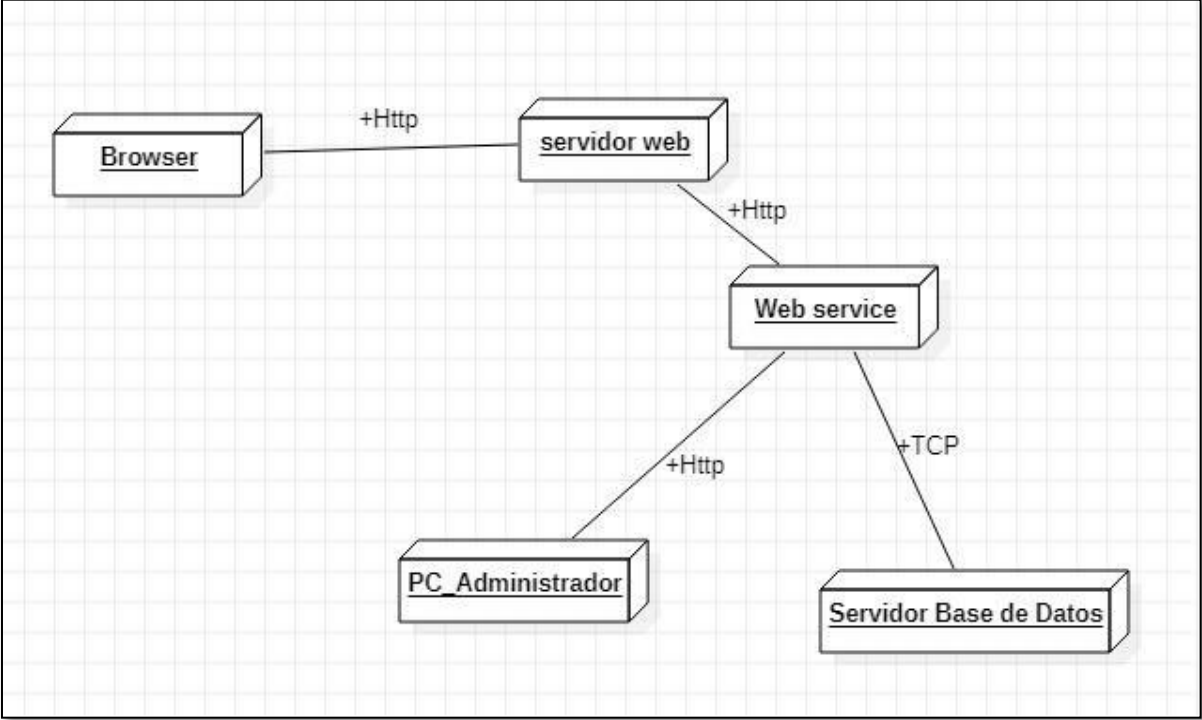 +Http
Browser
servidor web
+Http
Web service
+Http
+TCP
PC_Administrador
Servidor Base de Datos